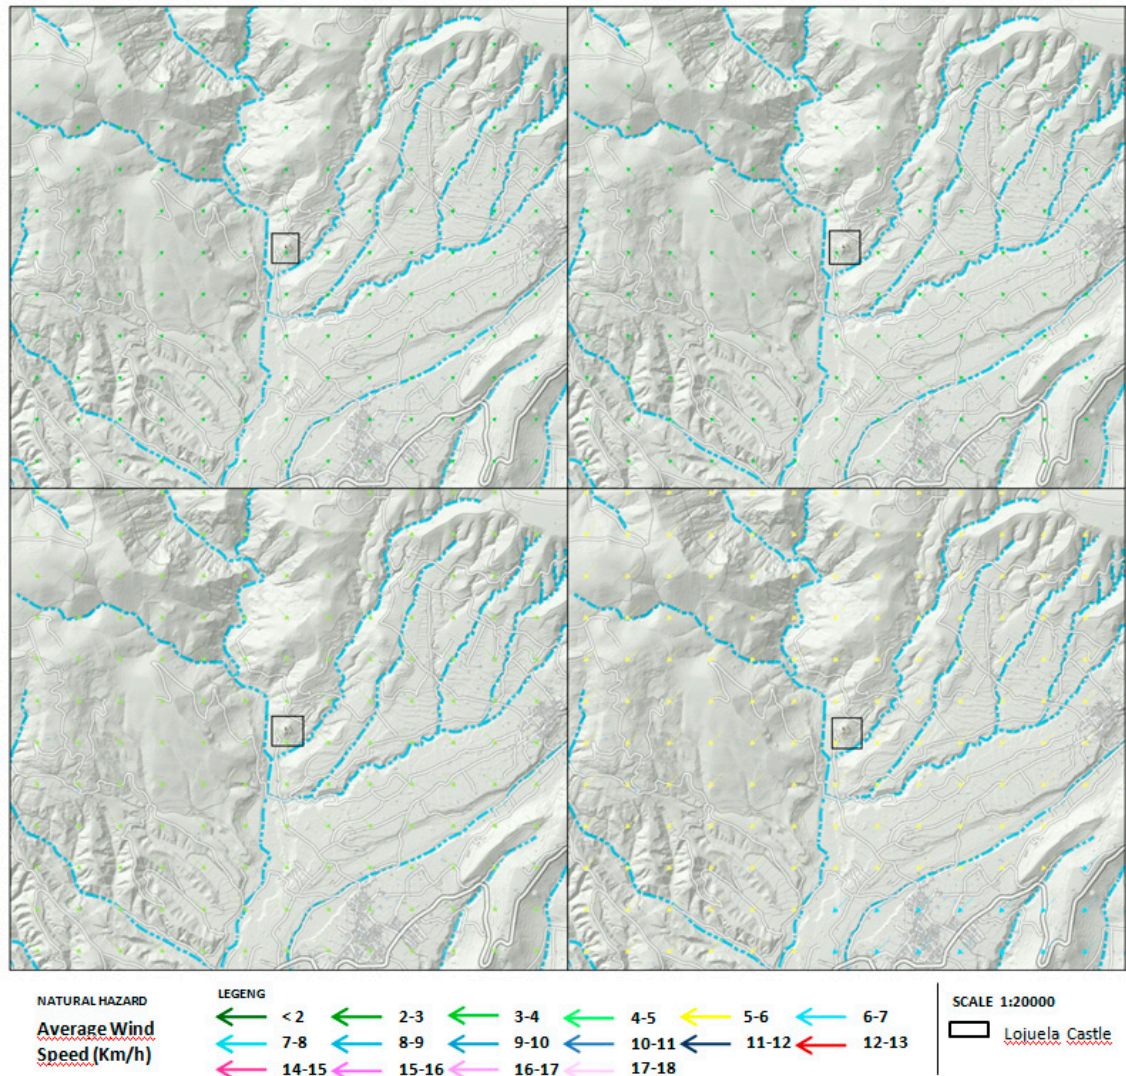 NATURAL HAZARD
Average Wind
Speed (Km/h)
LEGENG
< 2 2-3 3-4 4-5 5-6 6-7
7-8 8-9 9-10 10-11 11-12 12-13
14-15 15-16 16-17 17-18
SCALE 1:20000
Lojuela Castle